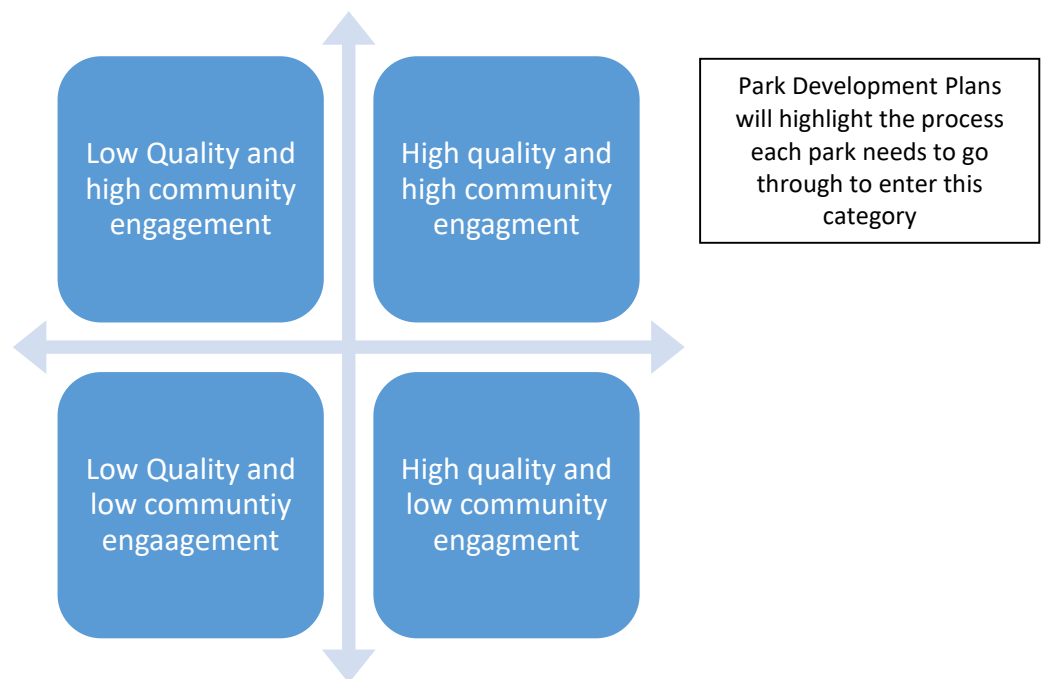 Low Quality and
high community
engagement
High quality and
high community
engagment
Park Development Plans
will highlight the process
each park needs to go
through to enter this
category
Low Quality and
low communtiy
engaagement
High quality and
low community
engagment